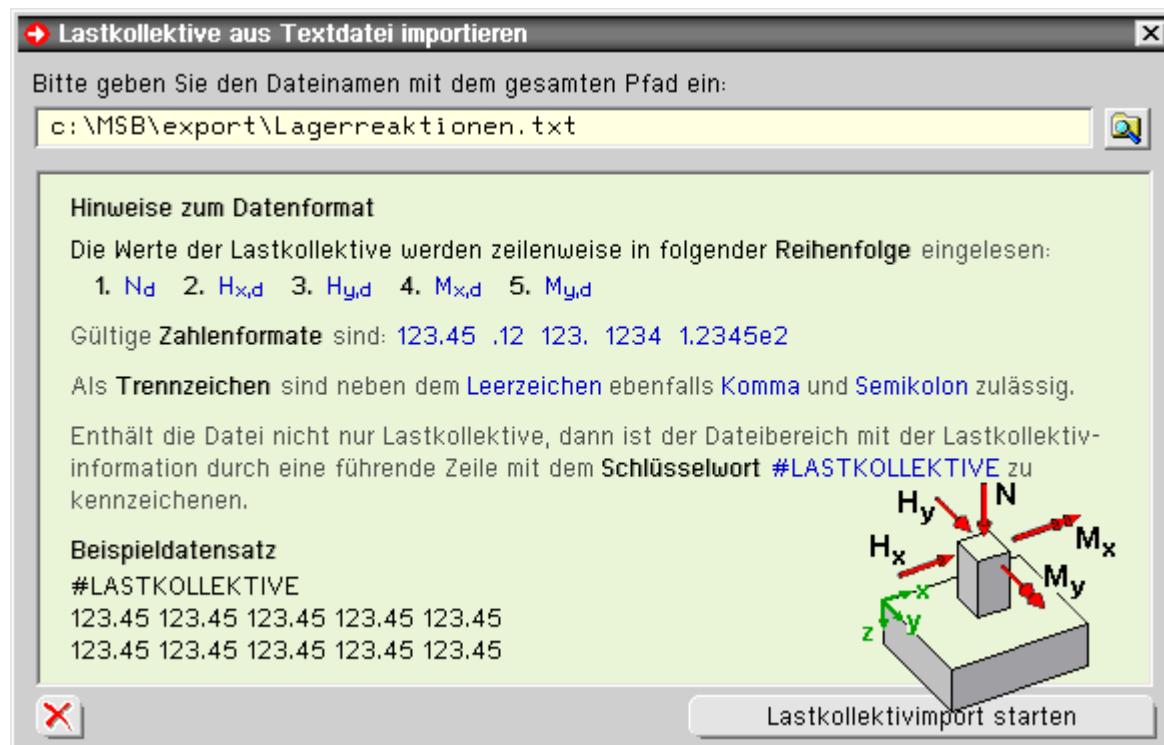 Lastkollektive aus Textdatei importieren
Bitte geben Sie den Dateinamen mit dem gesamten Pfad ein:
c:\MSB\export\Lagerreaktionen.txt
Hinweise zum Datenformat
Die Werte der Lastkollektive werden zeilenweise in folgender Reihenfolge eingelesen:
1. Nd 2. Hx,d 3. Hy,d 4. Mx,d 5. My,d
Gültige Zahlenformate sind: 123.45 .12 123. 1234 1.2345e2
Als Trennzeichen sind neben dem Leerzeichen ebenfalls Komma und Semikolon zulässig.
Enthält die Datei nicht nur Lastkollektive, dann ist der Dateibereich mit der Lastkollektiv-
information durch eine führende Zeile mit dem Schlüsselwort #LASTKOLLEKTIVE zu
kennzeichenen.
Beispieldatensatz
#LASTKOLLEKTIVE
123.45 123.45 123.45 123.45 123.45
123.45 123.45 123.45 123.45 123.45
Hy N
Hx Mx
My
x
y
z
Lastkollektivimport starten